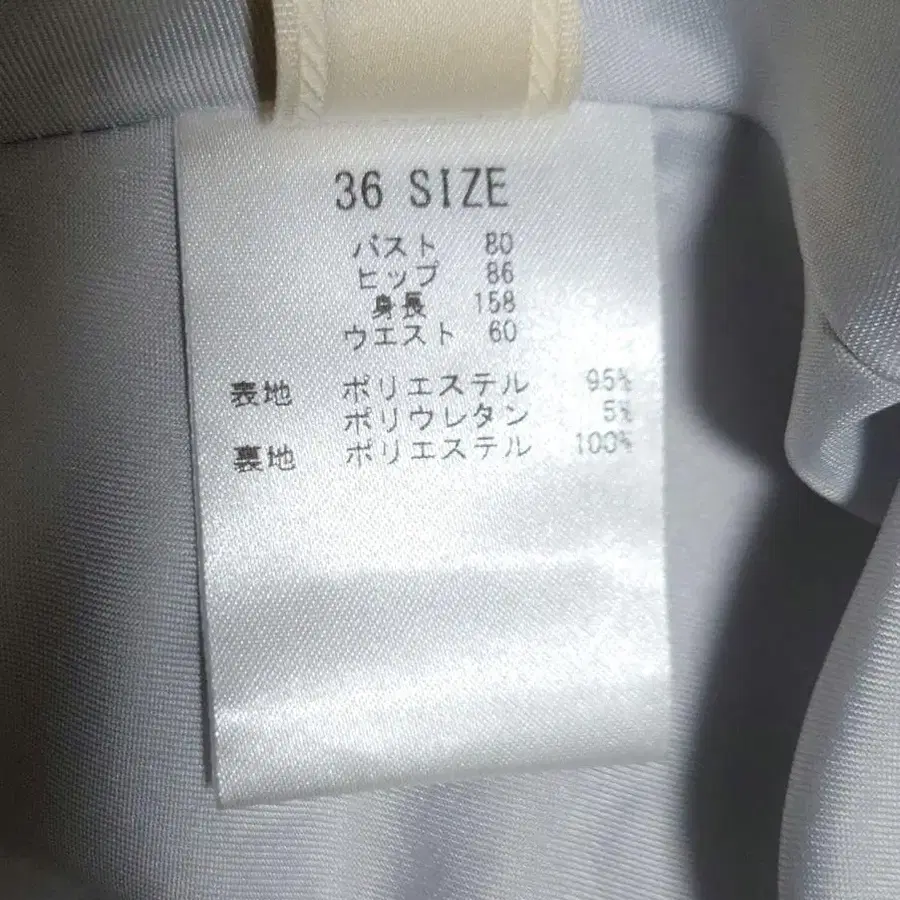 36 SIZE
バスト 80
ヒップ 86
身長 158
ウエスト 60
表地 ポリエステル 95%
ポリウレタン 5%
裏地 ポリエステル 100%